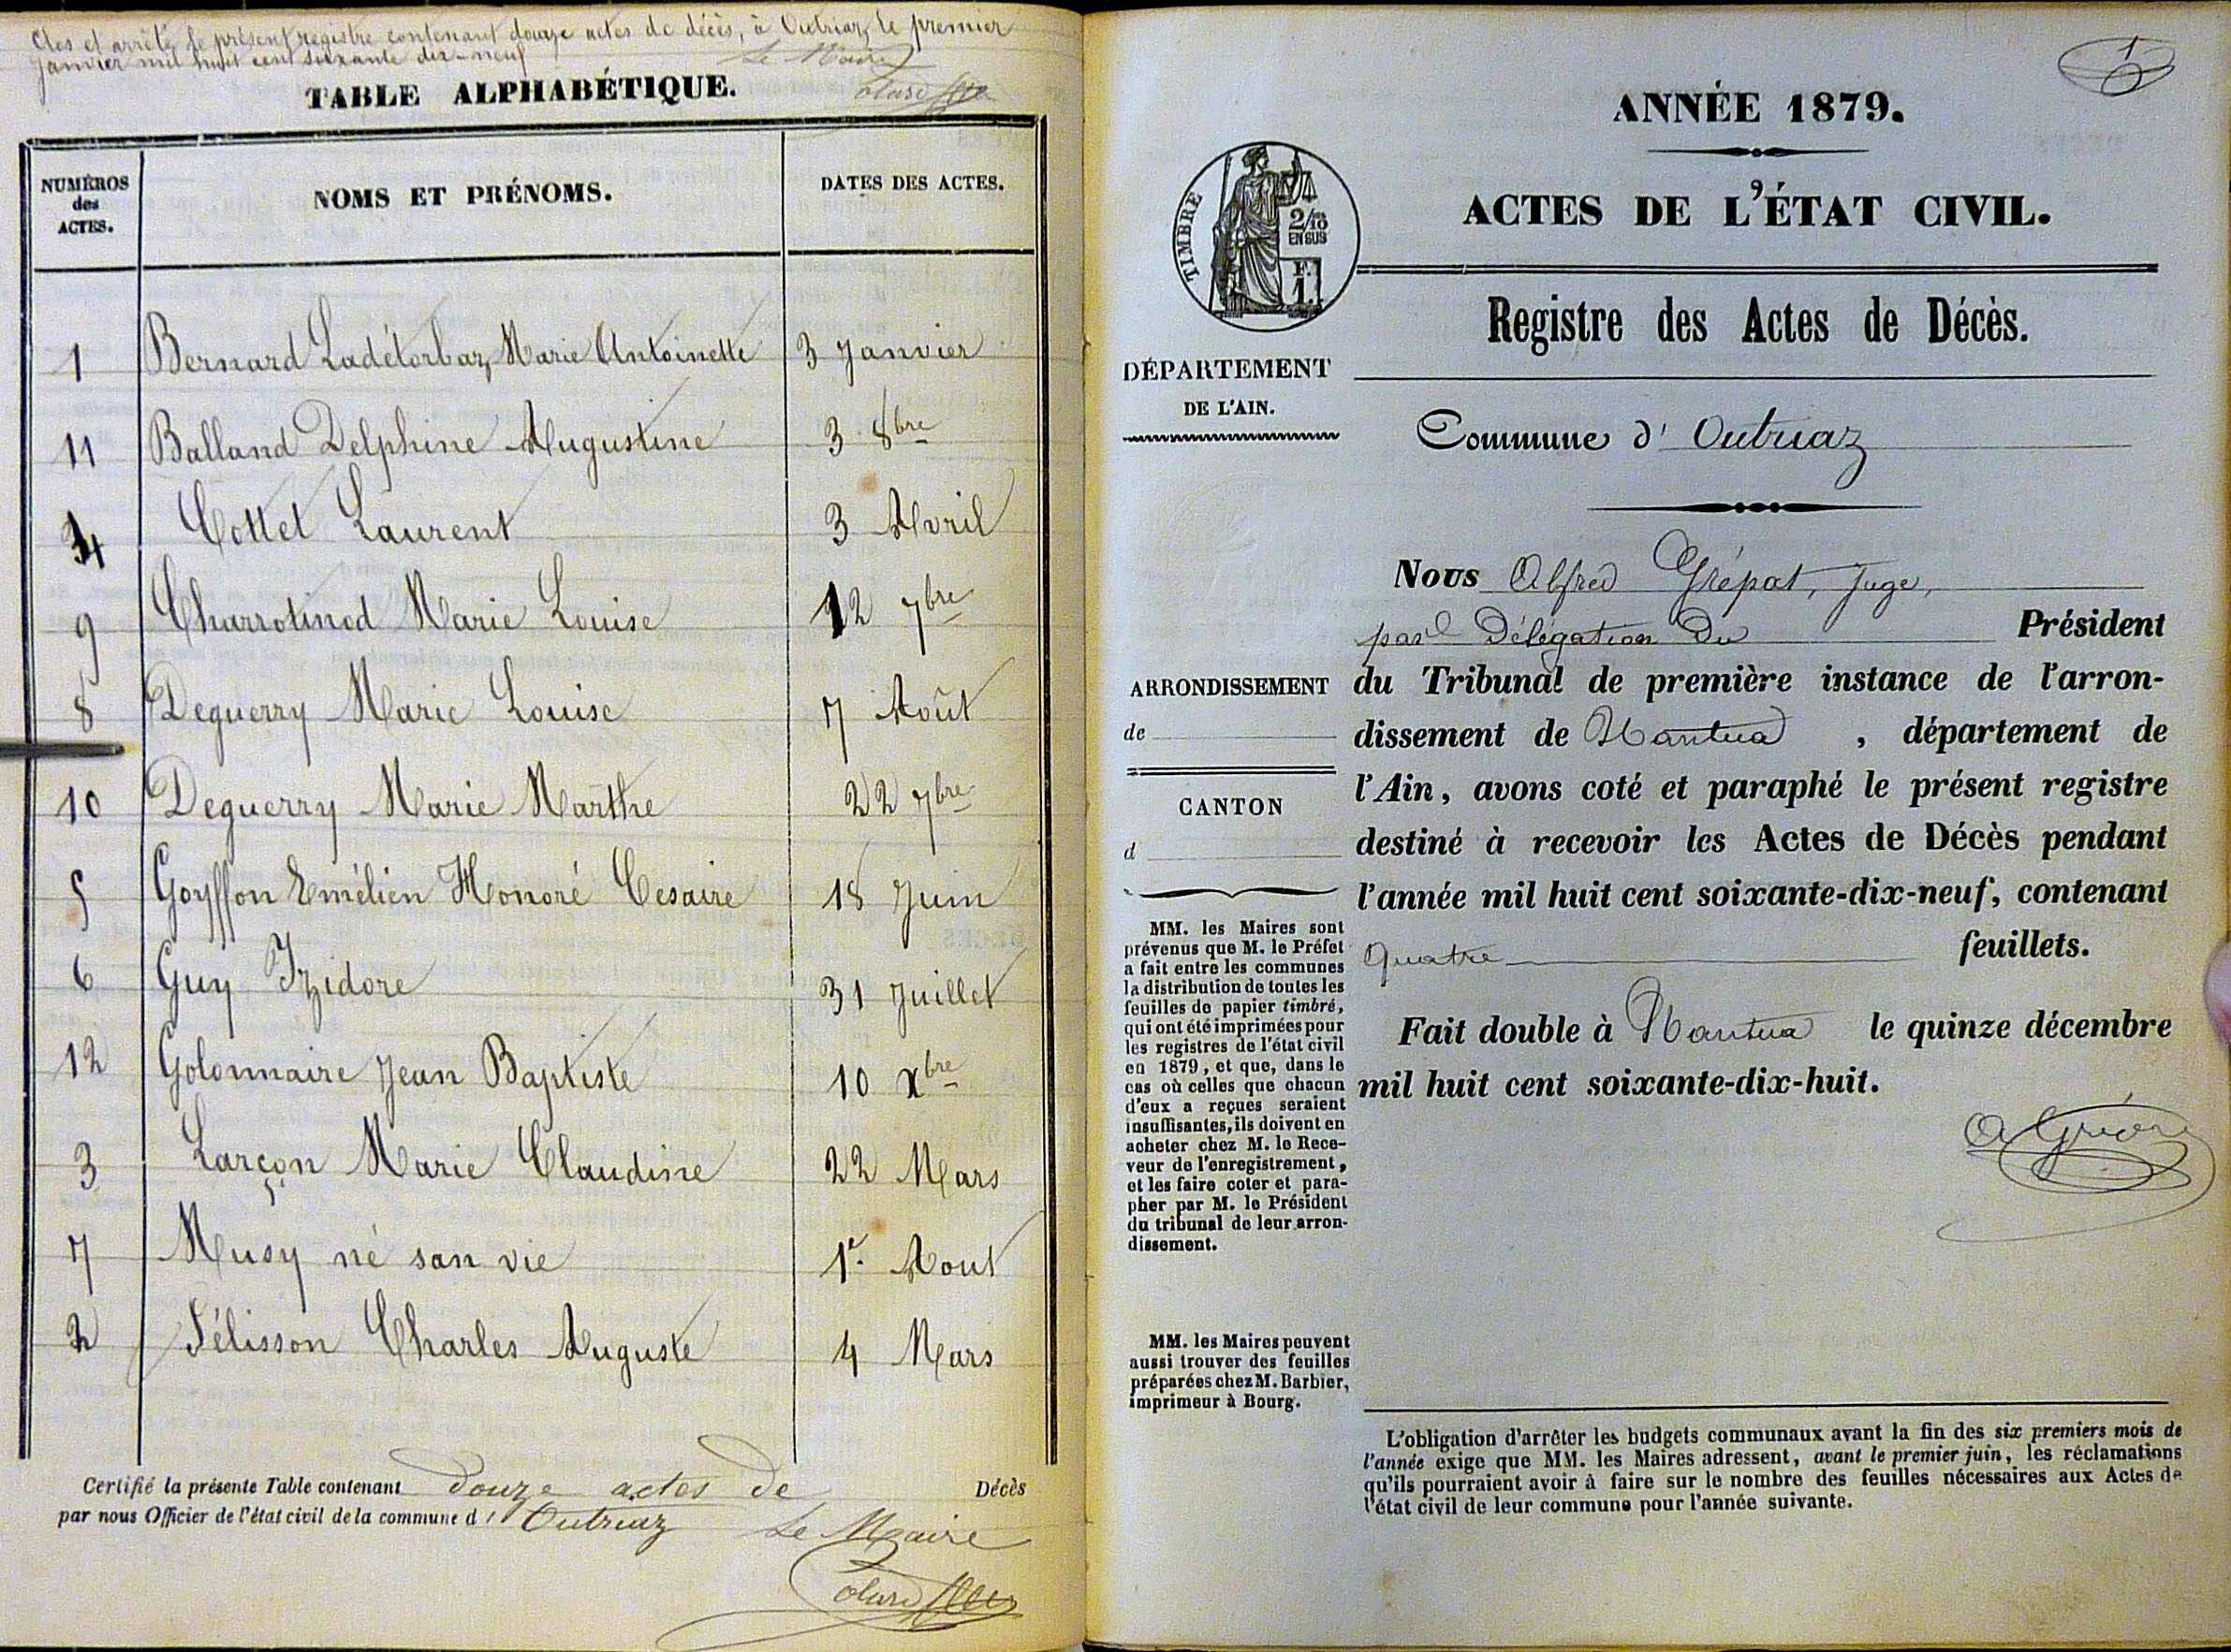 Clos et arrêté le présent registre contenant douze actes de décès, à Outriaz, le premier
Janvier mil huit cent soixante dix-neuf
Le Maire
TABLE ALPHABÉTIQUE.
NUMÉROS
des
ACTES.
NOMS ET PRÉNOMS.
DATES DES ACTES.
1 Bernard Ladétorbaz, Marie Antoinette 3 Janvier
11 Balland Delphine Augustine 3 8bre
4 Cottet Laurent 3 Avril
9 Charrotinod Marie Louise 12 7bre
8 Deguerry Marie Louise 7 Août
10 Deguerry Marie Marthe 22 7bre
5 Goyffon Emélien Honoré Cesaire 18 Juin
6 Guy Izidore 31 Juillet
12 Golonnaire Jean Baptiste 10 Xbre
3 Larçon Marie Claudine 22 Mars
7 Musy né san vie 1er Aout
2 Pélisson Charles Auguste 4 Mars
Certifié la présente Table contenant douze actes de Décès
par nous Officier de l'état civil de la commune d'Outriaz Le Maire
1
ANNÉE 1879.
ACTES DE L'ÉTAT CIVIL.
TIMBRE
2/10
EN SUS
F.
1.
Registre des Actes de Décès.
DÉPARTEMENT
DE L'AIN.
Commune d' Outriaz
Nous Alfred Grépat, Juge,
par Délégation Du Président
du Tribunal de première instance de l'arron-
dissement de Nantua, département de
l'Ain, avons coté et paraphé le présent registre
destiné à recevoir les Actes de Décès pendant
l'année mil huit cent soixante-dix-neuf, contenant
quatre feuillets.
Fait double à Nantua le quinze décembre
mil huit cent soixante-dix-huit.
ARRONDISSEMENT
de
CANTON
d
MM. les Maires sont
prévenus que M. le Préfet
a fait entre les communes
la distribution de toutes les
feuilles de papier timbré,
qui ont été imprimées pour
les registres de l'état civil
en 1879, et que, dans le
cas où celles que chacun
d'eux a reçues seraient
insuffisantes, ils doivent en
acheter chez M. le Rece-
veur de l'enregistrement,
et les faire coter et para-
pher par M. le Président
du tribunal de leur arron-
dissement.
MM. les Maires peuvent
aussi trouver des feuilles
préparées chez M. Barbier,
imprimeur à Bourg.
L'obligation d'arrêter les budgets communaux avant la fin des six premiers mois de
l'année exige que MM. les Maires adressent, avant le premier juin, les réclamations
qu'ils pourraient avoir à faire sur le nombre des feuilles nécessaires aux Actes de
l'état civil de leur commune pour l'année suivante.